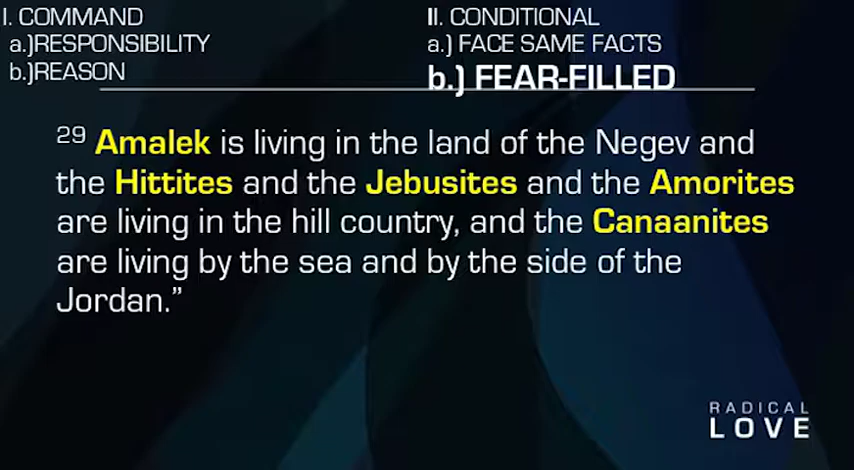 I. COMMAND
a.)RESPONSIBILITY
b.)REASON
II. CONDITIONAL
a.) FACE SAME FACTS
b.) FEAR-FILLED
29 Amalek is living in the land of the Negev and
the Hittites and the Jebusites and the Amorites
are living in the hill country, and the Canaanites
are living by the sea and by the side of the
Jordan.”
RADICAL
LOVE